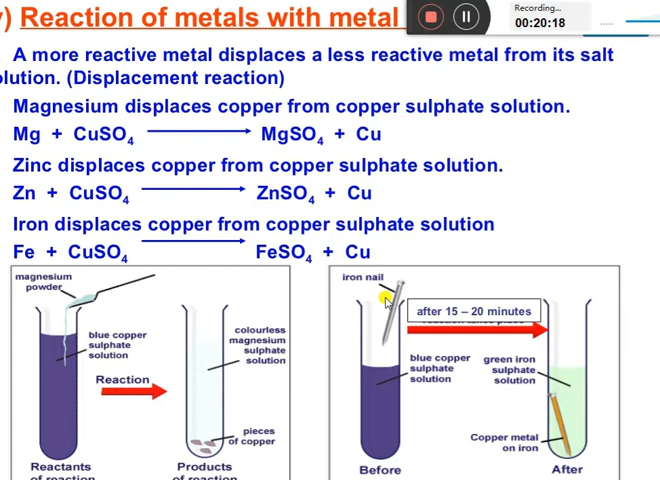 ) Reaction of metals with metal
Recording...
00:20:18
A more reactive metal displaces a less reactive metal from its salt
olution. (Displacement reaction)
Magnesium displaces copper from copper sulphate solution.
Mg + CuSO₄ ⟶ MgSO₄ + Cu
Zinc displaces copper from copper sulphate solution.
Zn + CuSO₄ ⟶ ZnSO₄ + Cu
Iron displaces copper from copper sulphate solution
Fe + CuSO₄ ⟶ FeSO₄ + Cu
magnesium
powder
blue copper
sulphate
solution
Reaction
colourless
magnesium
sulphate
solution
pieces
of copper
Reactants
of reaction
Products
of reaction
iron nail
after 15 – 20 minutes
blue copper
sulphate
solution
green iron
sulphate
solution
Copper metal
on iron
Before
After